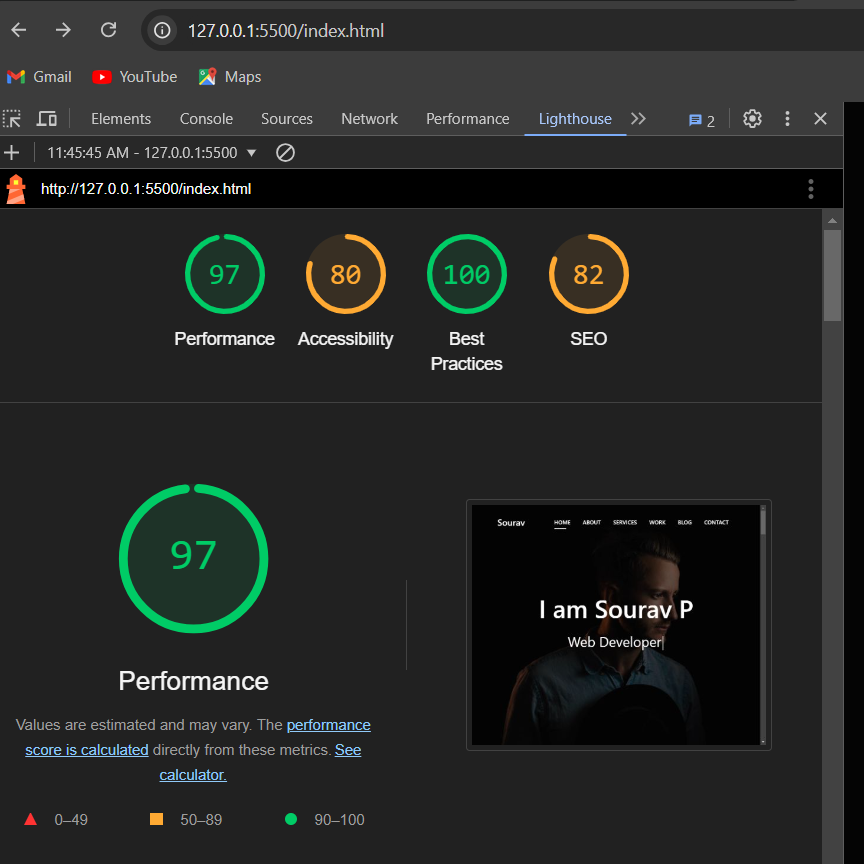 127.0.0.1:5500/index.html
Gmail YouTube Maps
Elements Console Sources Network Performance Lighthouse 2
11:45:45 AM - 127.0.0.1:5500
http://127.0.0.1:5500/index.html
97 80 100 82
Performance Accessibility Best SEO
Practices
97
Sourav HOME ABOUT SERVICES WORK BLOG CONTACT
I am Sourav P
Web Developer
Performance
Values are estimated and may vary. The performance
score is calculated directly from these metrics. See
calculator.
0–49 50–89 90–100